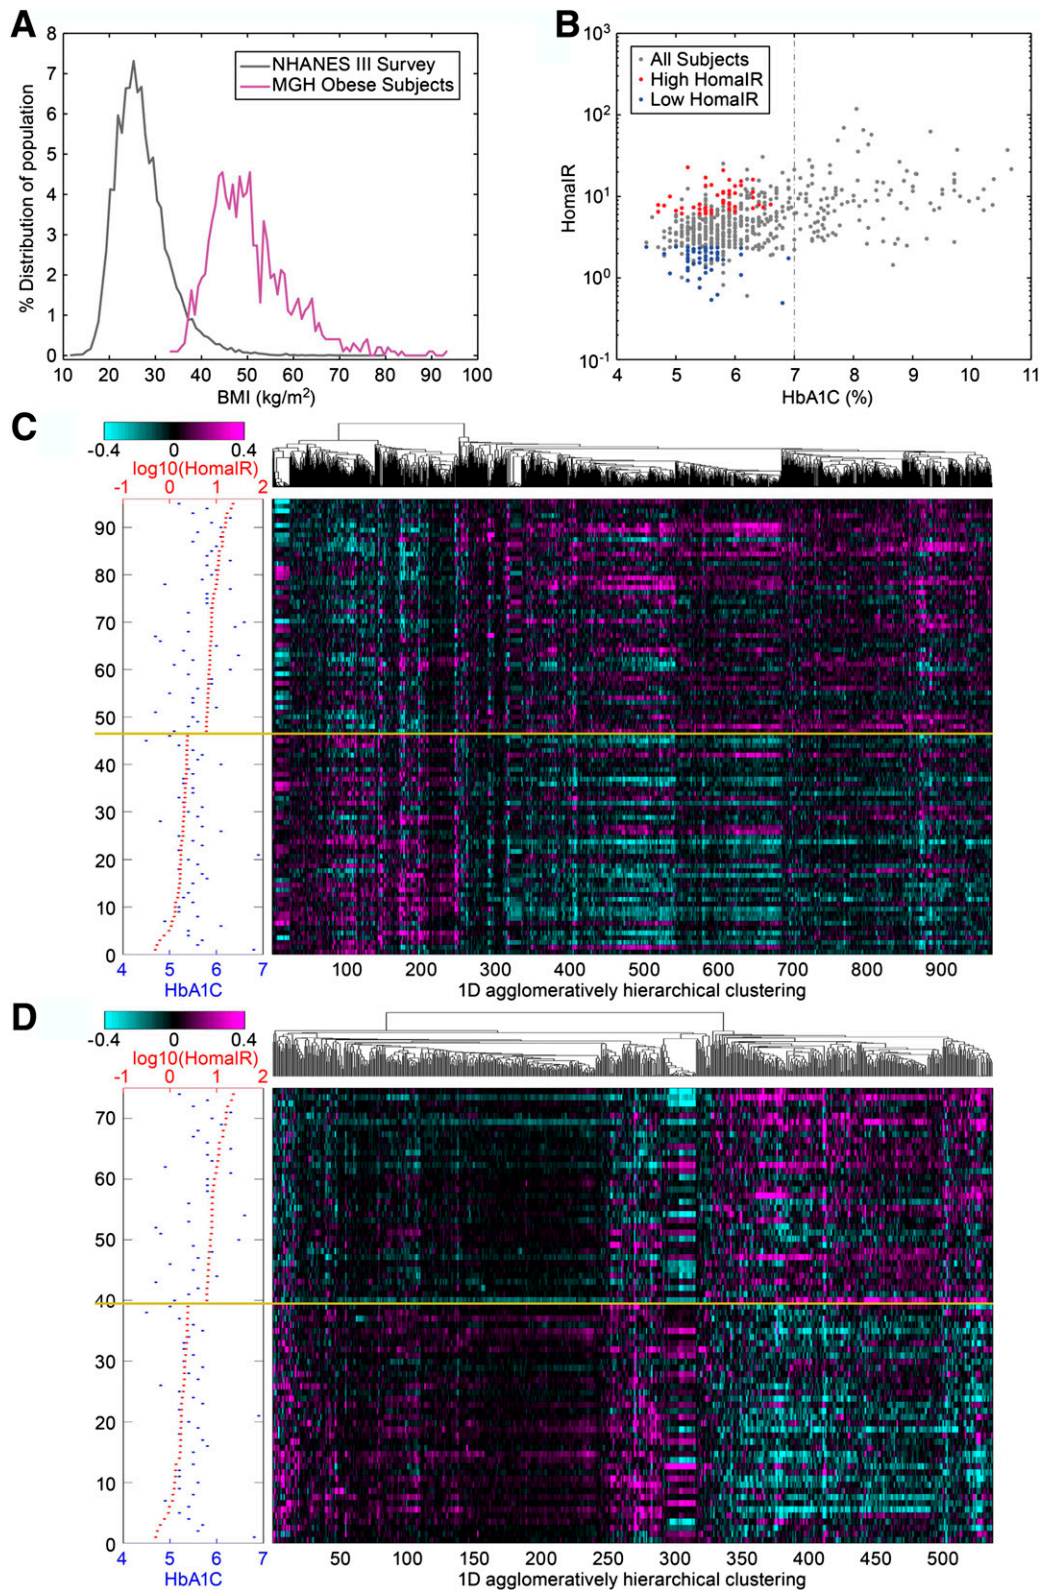 A
% Distribution of population
8
7
6
5
4
3
2
1
0
NHANES III Survey
MGH Obese Subjects
10 20 30 40 50 60 70 80 90 100
BMI (kg/m²)
B
HomaIR
10³
10²
10¹
10⁰
10⁻¹
All Subjects
High HomaIR
Low HomaIR
4 5 6 7 8 9 10 11
HbA1C (%)
C
-0.4 0 0.4
log10(HomaIR)
-1 0 1 2
90
80
70
60
50
40
30
20
10
0
4 5 6 7
HbA1C
100 200 300 400 500 600 700 800 900
1D agglomeratively hierarchical clustering
D
-0.4 0 0.4
log10(HomaIR)
-1 0 1 2
70
60
50
40
30
20
10
0
4 5 6 7
HbA1C
50 100 150 200 250 300 350 400 450 500
1D agglomeratively hierarchical clustering